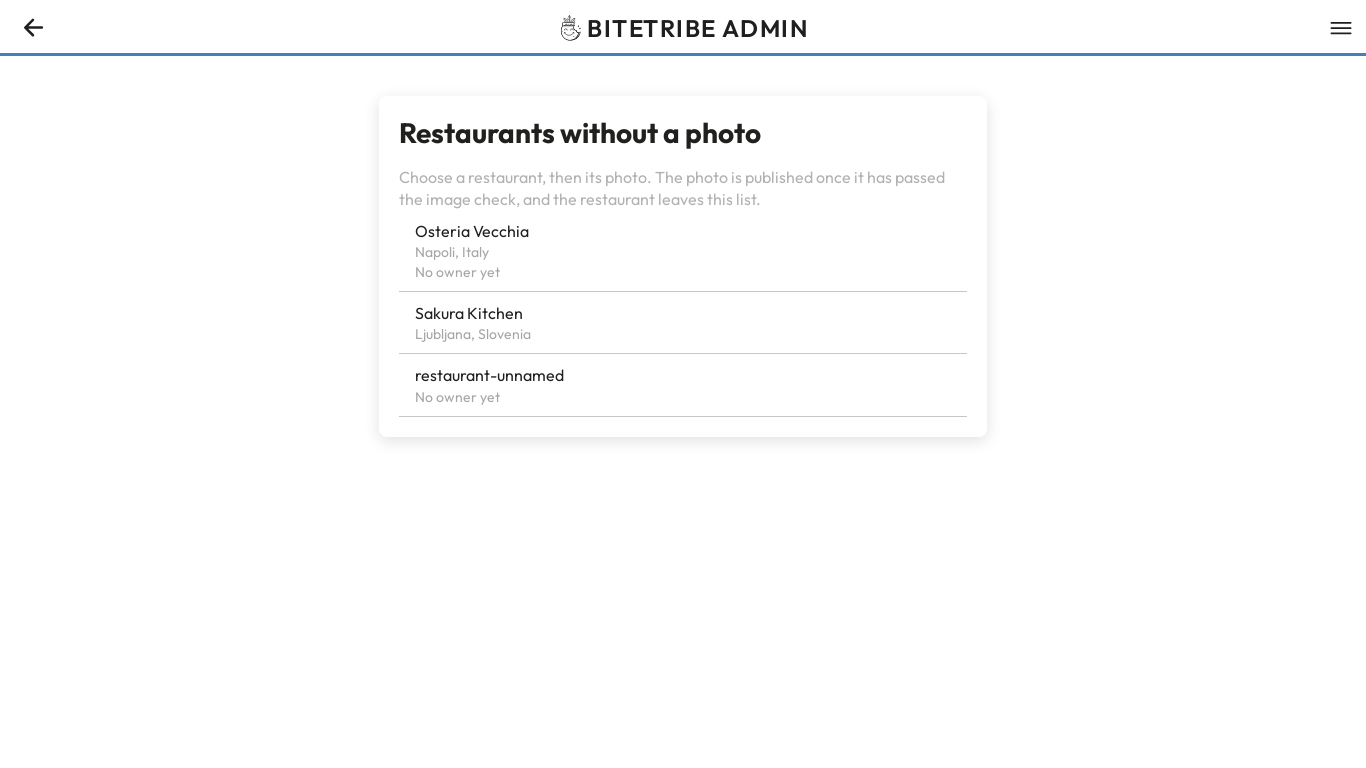 BITETRIBE ADMIN
Restaurants without a photo
Choose a restaurant, then its photo. The photo is published once it has passed
the image check, and the restaurant leaves this list.
Osteria Vecchia
Napoli, Italy
No owner yet
Sakura Kitchen
Ljubljana, Slovenia
restaurant-unnamed
No owner yet